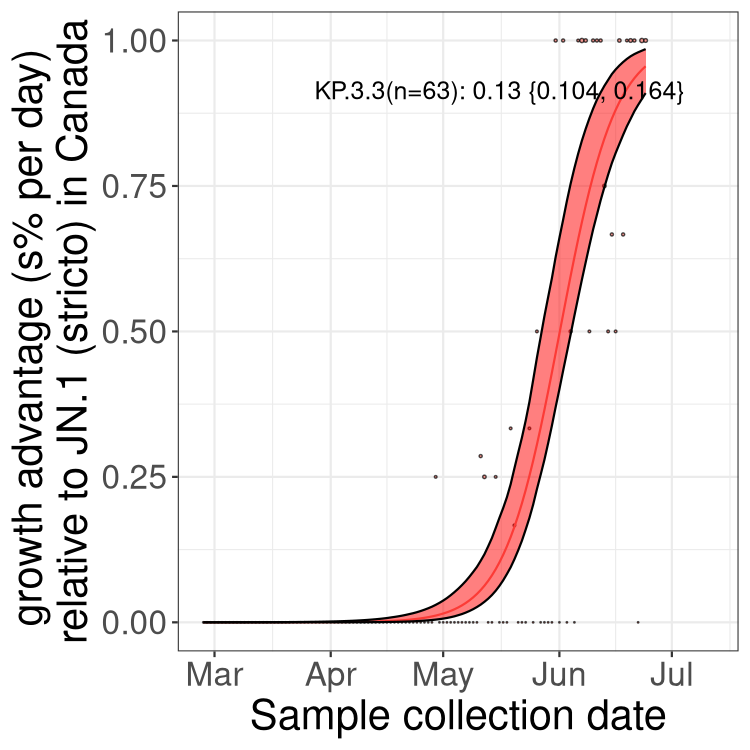 growth advantage (s% per day)
relative to JN.1 (stricto) in Canada
1.00
0.75
0.50
0.25
0.00
KP.3.3(n=63): 0.13 {0.104, 0.164}
Mar Apr May Jun Jul
Sample collection date